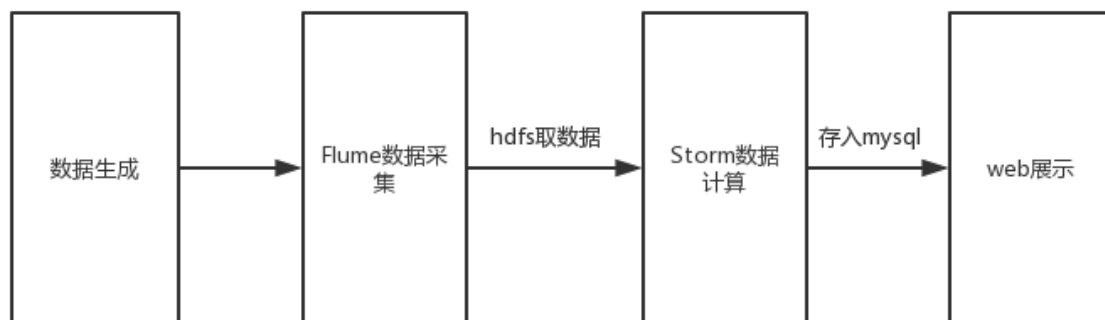 数据生成
Flume数据采
集
hdfs取数据
Storm数据
计算
存入mysql
web展示